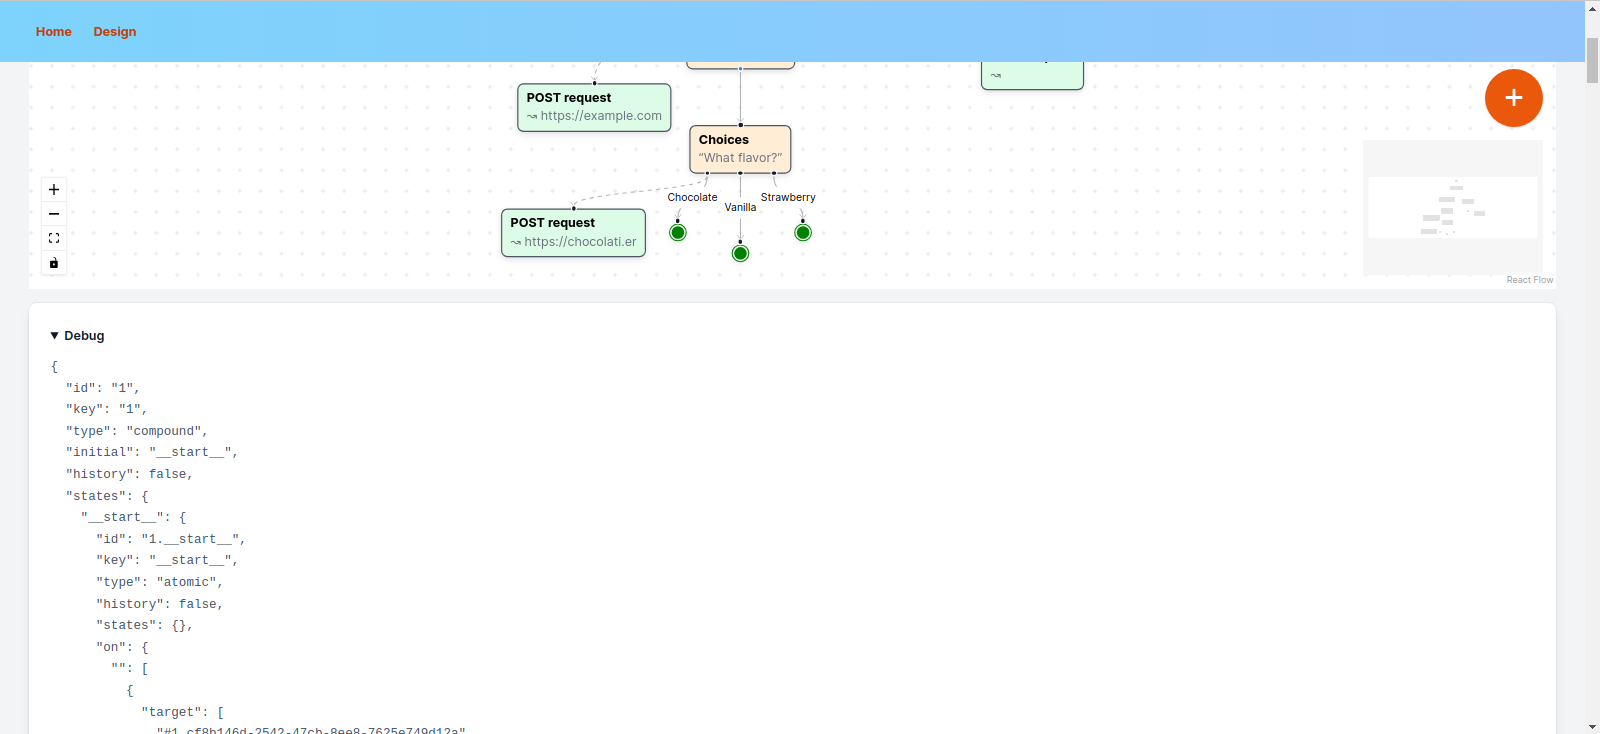 Home Design
POST request
↝ https://example.com
↝
Choices
“What flavor?”
Chocolate
Vanilla
Strawberry
POST request
↝ https://chocolati.er
React Flow
▼ Debug
{
"id": "1",
"key": "1",
"type": "compound",
"initial": "__start__",
"history": false,
"states": {
"__start__": {
"id": "1.__start__",
"key": "__start__",
"type": "atomic",
"history": false,
"states": {},
"on": {
"": [
{
"target": [
"#1.cf8b146d-2542-47cb-8ee8-7625e749d12a"